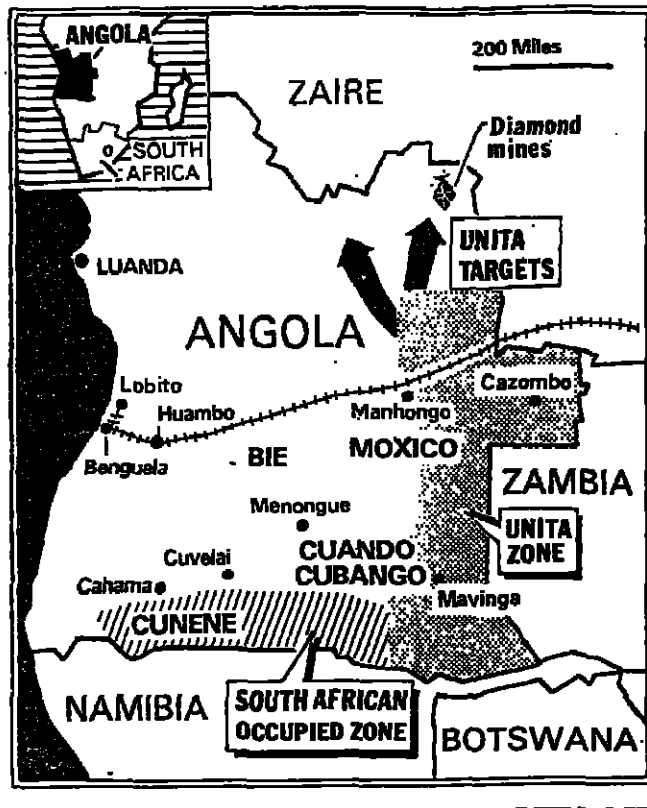 ANGOLA
SOUTH
AFRICA
200 Miles
ZAIRE
Diamond
mines
UNITA
TARGETS
LUANDA
ANGOLA
Lobito
Huambo
Benguela
Manhongo
Cazombo
BIE
MOXICO
ZAMBIA
Menongue
UNITA
ZONE
CUANDO
CUBANGO
Cuvelai
Cahama
Mavinga
CUNENE
NAMIBIA
SOUTH AFRICAN
OCCUPIED ZONE
BOTSWANA